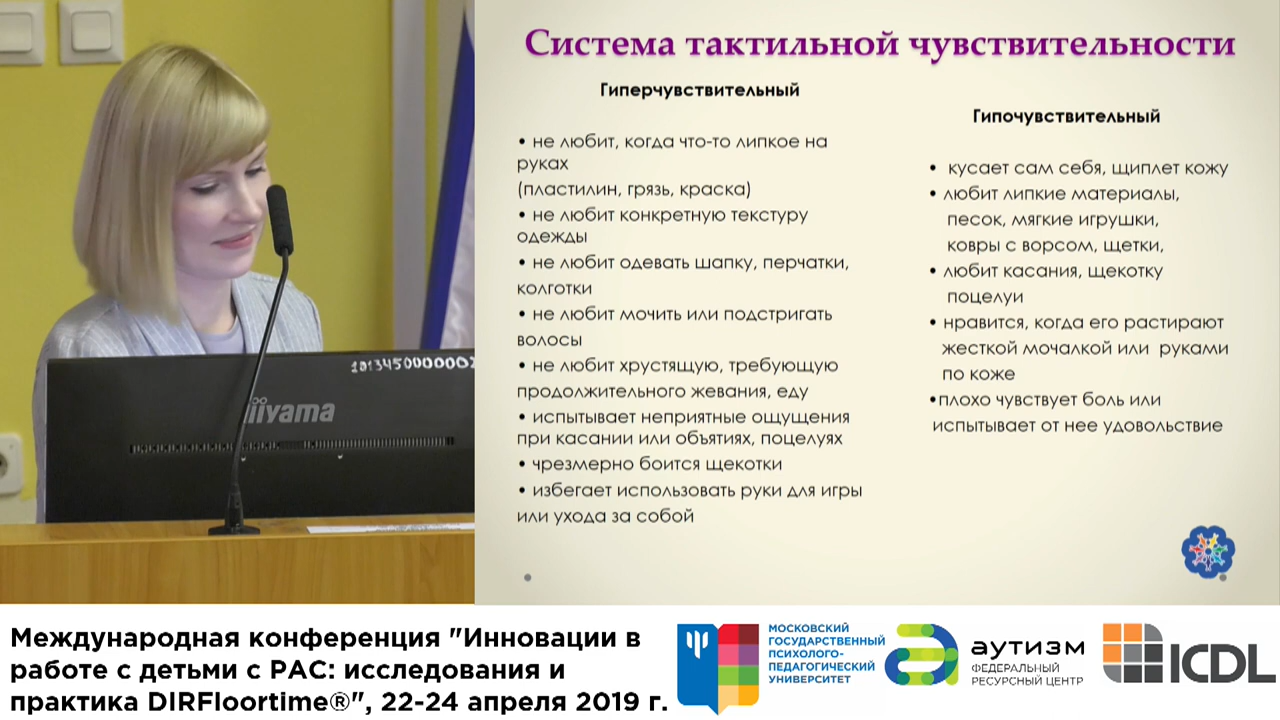 Система тактильной чувствительности
Гиперчувствительный
• не любит, когда что-то липкое на
руках
(пластилин, грязь, краска)
• не любит конкретную текстуру
одежды
• не любит одевать шапку, перчатки,
колготки
• не любит мочить или подстригать
волосы
• не любит хрустящую, требующую
продолжительного жевания, еду
• испытывает неприятные ощущения
при касании или объятиях, поцелуях
• чрезмерно боится щекотки
• избегает использовать руки для игры
или ухода за собой
Гипочувствительный
• кусает сам себя, щиплет кожу
• любит липкие материалы,
песок, мягкие игрушки,
ковры с ворсом, щетки,
• любит касания, щекотку
поцелуи
• нравится, когда его растирают
жесткой мочалкой или руками
по коже
•плохо чувствует боль или
испытывает от нее удовольствие
iiyama
Международная конференция "Инновации в
работе с детьми с РАС: исследования и
практика DIRFloortime®", 22-24 апреля 2019 г.
МОСКОВСКИЙ
ГОСУДАРСТВЕННЫЙ
ПСИХОЛОГО-
ПЕДАГОГИЧЕСКИЙ
УНИВЕРСИТЕТ
аутизм
ФЕДЕРАЛЬНЫЙ
РЕСУРСНЫЙ ЦЕНТР
ICDL